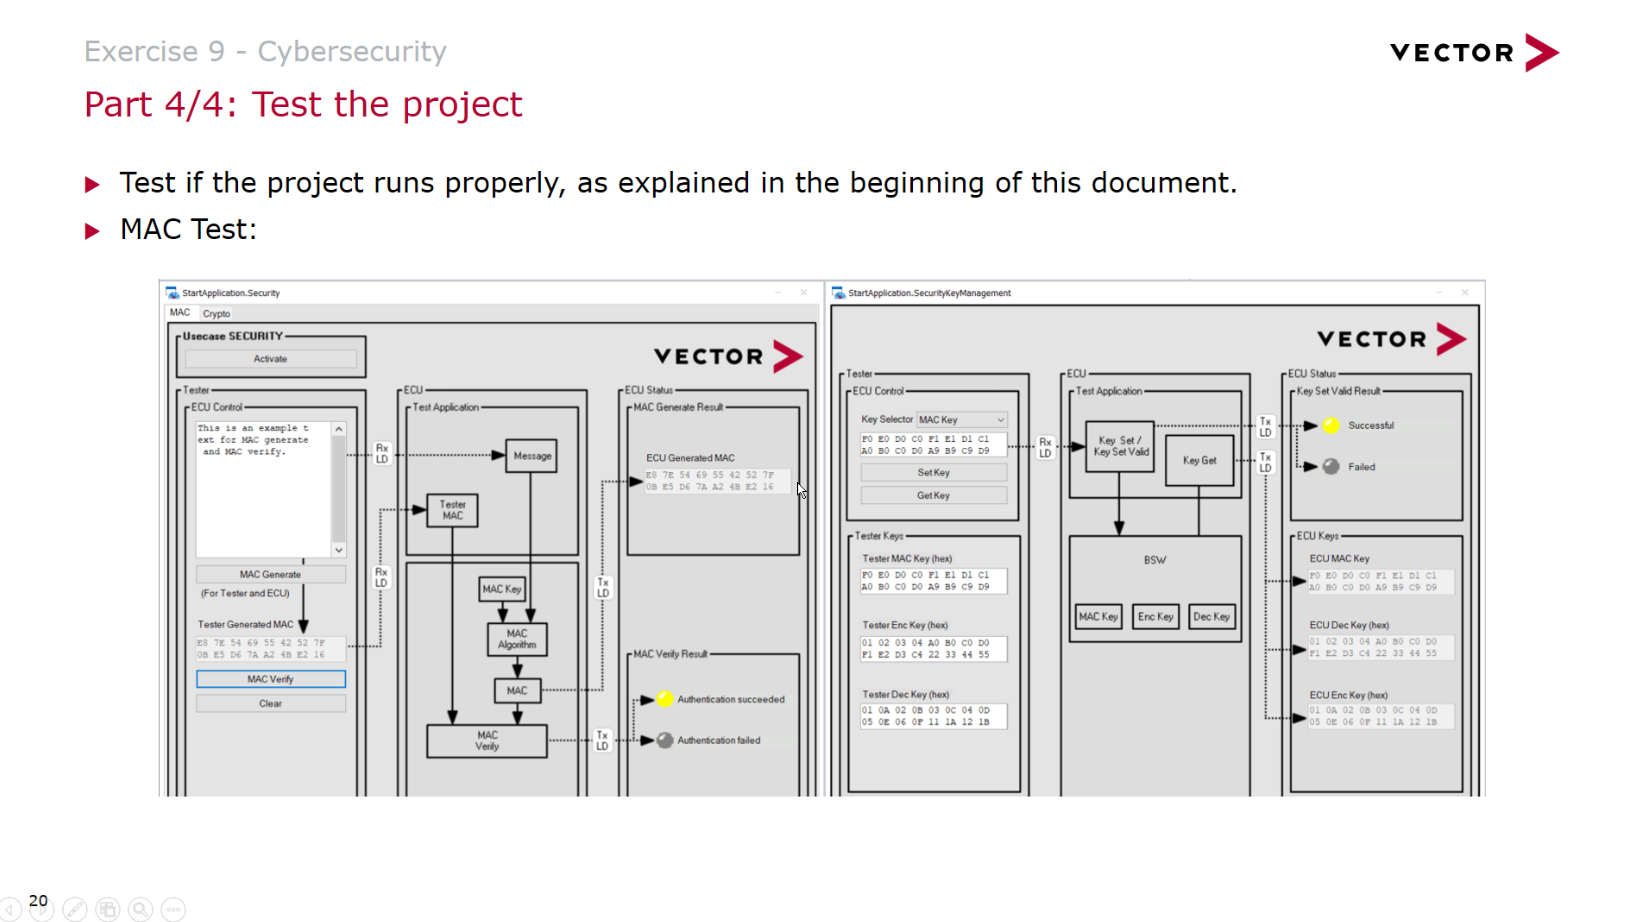 Exercise 9 - Cybersecurity
VECTOR
Part 4/4: Test the project
Test if the project runs properly, as explained in the beginning of this document.
MAC Test:
StartApplication.Security
MAC
Crypto
Usecase SECURITY
Activate
VECTOR
Tester
ECU Control
This is an example t
ext for MAC generate
and MAC verify.
MAC Generate
(For Tester and ECU)
Tester Generated MAC
E8 7E 54 69 55 42 52 7F
0B E5 D6 7A A2 4B E2 16
MAC Verify
Clear
Rx
LD
Rx
LD
ECU
Test Application
Message
Tester
MAC
MAC Key
MAC
Algorithm
MAC
MAC
Verify
Tx
LD
Tx
LD
ECU Status
MAC Generate Result
ECU Generated MAC
E8 7E 54 69 55 42 52 7F
0B E5 D6 7A A2 4B E2 16
MAC Verify Result
Authentication succeeded
Authentication failed
StartApplication.SecurityKeyManagement
VECTOR
Tester
ECU Control
Key Selector
MAC Key
F0 E0 D0 C0 F1 E1 D1 C1
A0 B0 C0 D0 A9 B9 C9 D9
Set Key
Get Key
Tester Keys
Tester MAC Key (hex)
F0 E0 D0 C0 F1 E1 D1 C1
A0 B0 C0 D0 A9 B9 C9 D9
Tester Enc Key (hex)
01 02 03 04 A0 B0 C0 D0
F1 E2 D3 C4 22 33 44 55
Tester Dec Key (hex)
01 0A 02 0B 03 0C 04 0D
05 0E 06 0F 11 1A 12 1B
Rx
LD
ECU
Test Application
Key Set /
Key Set Valid
Key Get
BSW
MAC Key
Enc Key
Dec Key
Tx
LD
Tx
LD
ECU Status
Key Set Valid Result
Successful
Failed
ECU Keys
ECU MAC Key
F0 E0 D0 C0 F1 E1 D1 C1
A0 B0 C0 D0 A9 B9 C9 D9
ECU Dec Key (hex)
01 02 03 04 A0 B0 C0 D0
F1 E2 D3 C4 22 33 44 55
ECU Enc Key (hex)
01 0A 02 0B 03 0C 04 0D
05 0E 06 0F 11 1A 12 1B
20